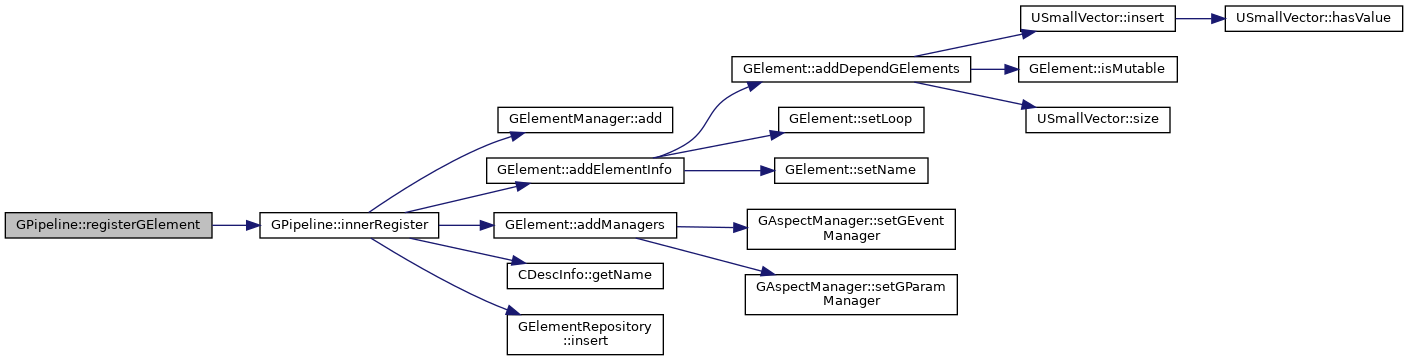 GPipeline::registerGElement
GPipeline::innerRegister
GElementManager::add
GElement::addElementInfo
GElement::addDependGElements
USmallVector::insert
USmallVector::hasValue
GElement::isMutable
USmallVector::size
GElement::setLoop
GElement::setName
GElement::addManagers
GAspectManager::setGEvent
Manager
GAspectManager::setGParam
Manager
CDescInfo::getName
GElementRepository
::insert